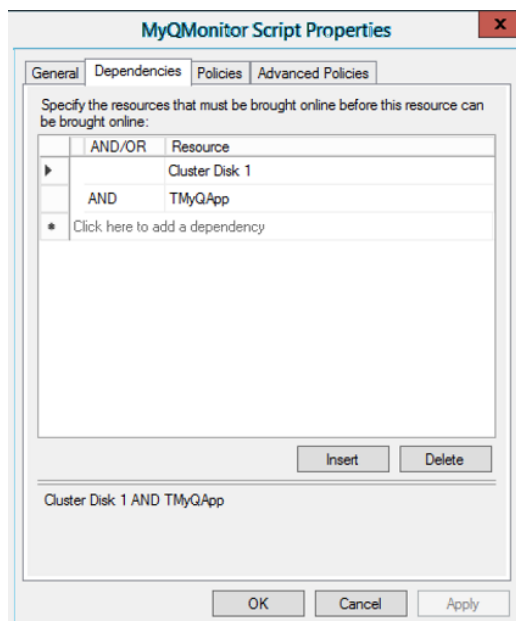 MyQMonitor Script Properties
x
General Dependencies Policies Advanced Policies
Specify the resources that must be brought online before this resource can
be brought online:
AND/OR Resource
Cluster Disk 1
AND TMyQApp
* Click here to add a dependency
Insert Delete
Cluster Disk 1 AND TMyQApp
OK Cancel Apply